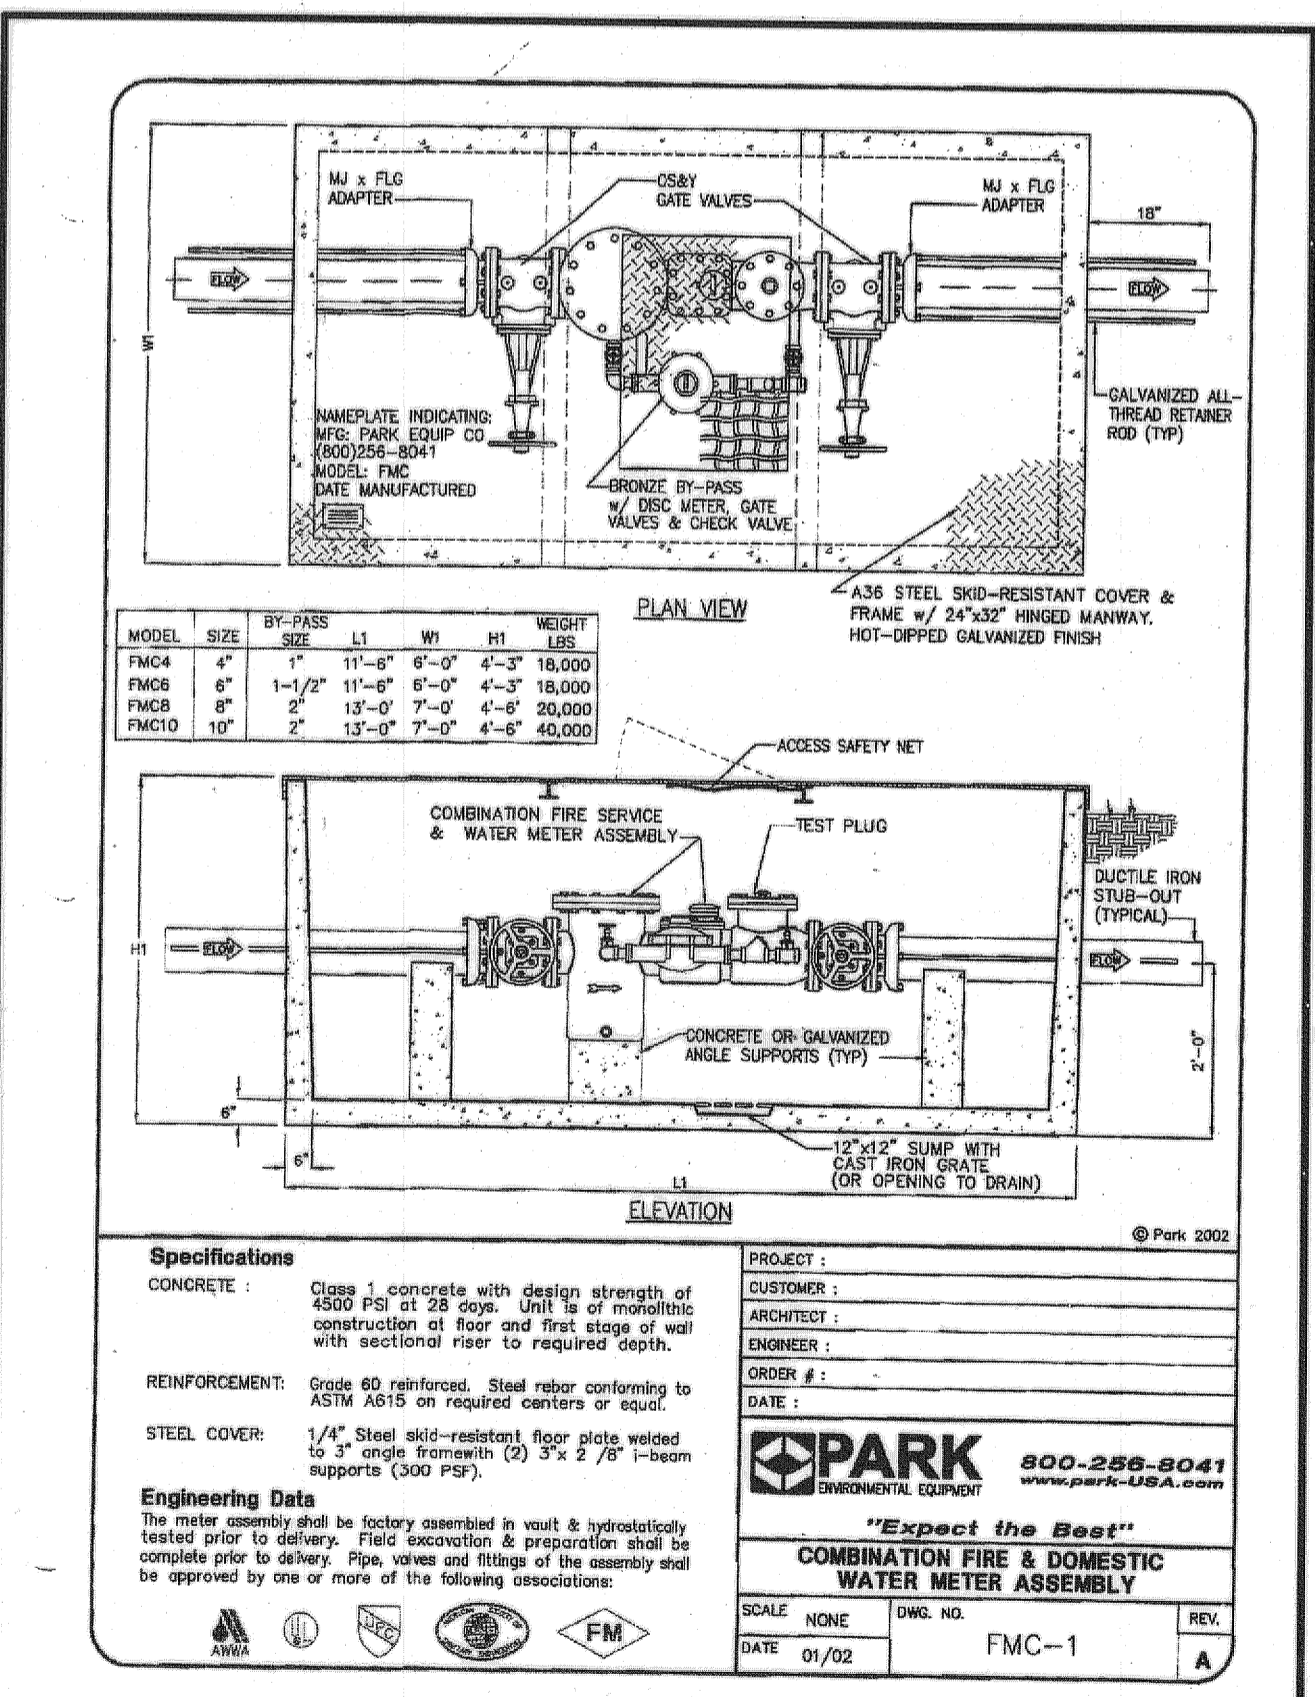 MJ x FLG
ADAPTER
OS&Y
GATE VALVES
MJ x FLG
ADAPTER
18"
FLOW
FLOW
W1
GALVANIZED ALL-
THREAD RETAINER
ROD (TYP)
NAMEPLATE INDICATING:
MFG: PARK EQUIP CO
(800)256-8041
MODEL: FMC
DATE MANUFACTURED
BRONZE BY-PASS
w/ DISC METER, GATE
VALVES & CHECK VALVE
A36 STEEL SKID-RESISTANT COVER &
FRAME w/ 24"x32" HINGED MANWAY.
HOT-DIPPED GALVANIZED FINISH
PLAN VIEW
MODEL SIZE BY-PASS SIZE L1 W1 H1 WEIGHT LBS
FMC4 4" 1" 11'-6" 6'-0" 4'-3" 18,000
FMC6 6" 1-1/2" 11'-6" 6'-0" 4'-3" 18,000
FMC8 8" 2" 13'-0' 7'-0' 4'-6' 20,000
FMC10 10" 2" 13'-0" 7'-0" 4'-6" 40,000
ACCESS SAFETY NET
COMBINATION FIRE SERVICE
& WATER METER ASSEMBLY
TEST PLUG
DUCTILE IRON
STUB-OUT
(TYPICAL)
H1
FLOW
FLOW
CONCRETE OR GALVANIZED
ANGLE SUPPORTS (TYP)
2'-0"
6"
6"
12"x12" SUMP WITH
CAST IRON GRATE
(OR OPENING TO DRAIN)
L1
ELEVATION
© Park 2002
Specifications
CONCRETE : Class 1 concrete with design strength of
4500 PSI at 28 days. Unit is of monolithic
construction at floor and first stage of wall
with sectional riser to required depth.
REINFORCEMENT: Grade 60 reinforced. Steel rebar conforming to
ASTM A615 on required centers or equal.
STEEL COVER: 1/4" Steel skid-resistant floor plate welded
to 3" angle framewith (2) 3"x 2 /8" i-beam
supports (300 PSF).
Engineering Data
The meter assembly shall be factory assembled in vault & hydrostatically
tested prior to delivery. Field excavation & preparation shall be
complete prior to delivery. Pipe, valves and fittings of the assembly shall
be approved by one or more of the following associations:
AWWA
UL
UPC
FM
PROJECT :
CUSTOMER :
ARCHITECT :
ENGINEER :
ORDER # :
DATE :
PARK
ENVIRONMENTAL EQUIPMENT
800-256-8041
www.park-USA.com
"Expect the Best"
COMBINATION FIRE & DOMESTIC
WATER METER ASSEMBLY
SCALE NONE
DATE 01/02
DWG. NO.
FMC-1
REV.
A